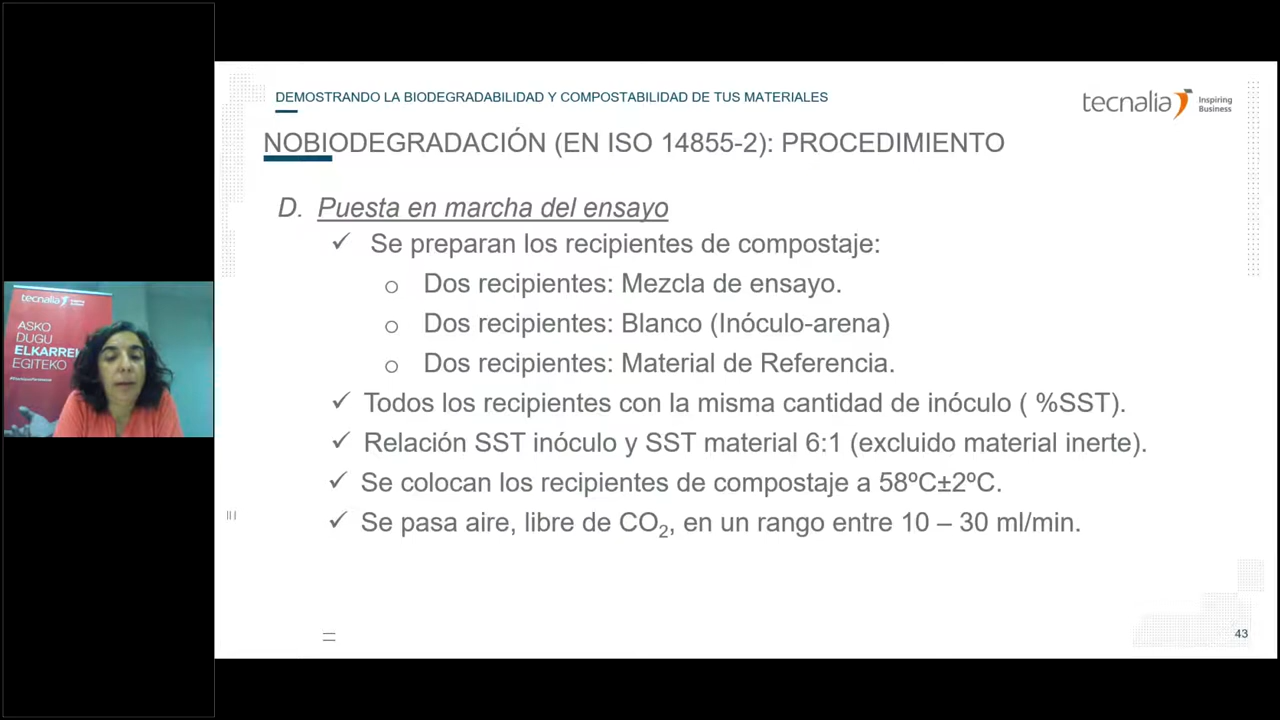 DEMOSTRANDO LA BIODEGRADABILIDAD Y COMPOSTABILIDAD DE TUS MATERIALES
tecnalia Inspiring
Business
NOBIODEGRADACIÓN (EN ISO 14855-2): PROCEDIMIENTO
D. Puesta en marcha del ensayo
✓ Se preparan los recipientes de compostaje:
o Dos recipientes: Mezcla de ensayo.
o Dos recipientes: Blanco (Inóculo-arena)
o Dos recipientes: Material de Referencia.
✓ Todos los recipientes con la misma cantidad de inóculo ( %SST).
✓ Relación SST inóculo y SST material 6:1 (excluido material inerte).
✓ Se colocan los recipientes de compostaje a 58ºC±2ºC.
✓ Se pasa aire, libre de CO₂, en un rango entre 10 – 30 ml/min.
43
tecnalia Inspiring
Business
ASKO
DUGU
ELKARREKI
EGITEKO